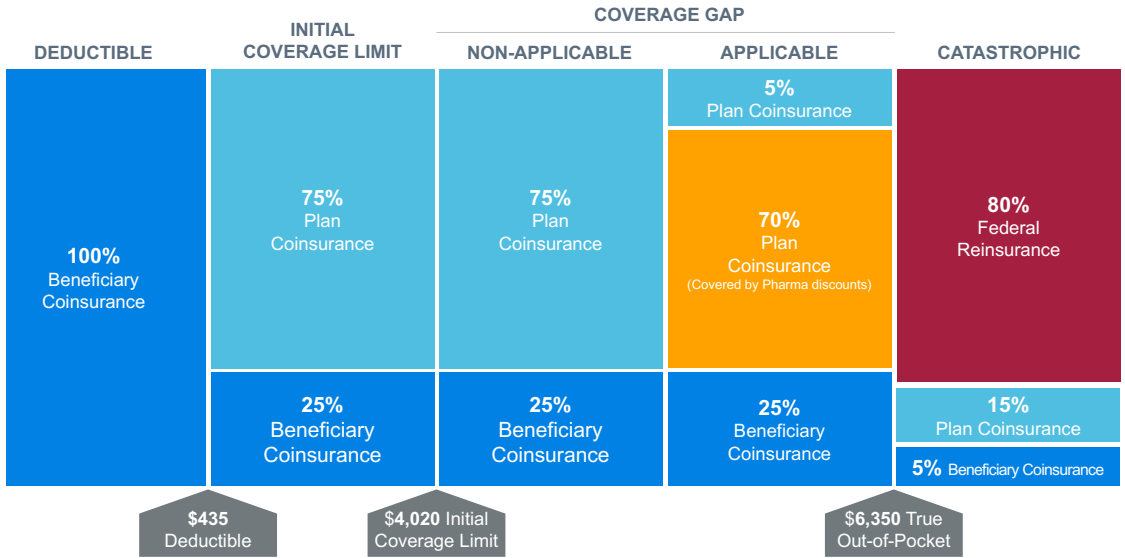 COVERAGE GAP
DEDUCTIBLE
INITIAL
COVERAGE LIMIT
NON-APPLICABLE
APPLICABLE
CATASTROPHIC
100%
Beneficiary
Coinsurance
75%
Plan
Coinsurance
25%
Beneficiary
Coinsurance
75%
Plan
Coinsurance
25%
Beneficiary
Coinsurance
5%
Plan Coinsurance
70%
Plan
Coinsurance
(Covered by Pharma discounts)
25%
Beneficiary
Coinsurance
80%
Federal
Reinsurance
15%
Plan Coinsurance
5% Beneficiary Coinsurance
$435
Deductible
$4,020 Initial
Coverage Limit
$6,350 True
Out-of-Pocket